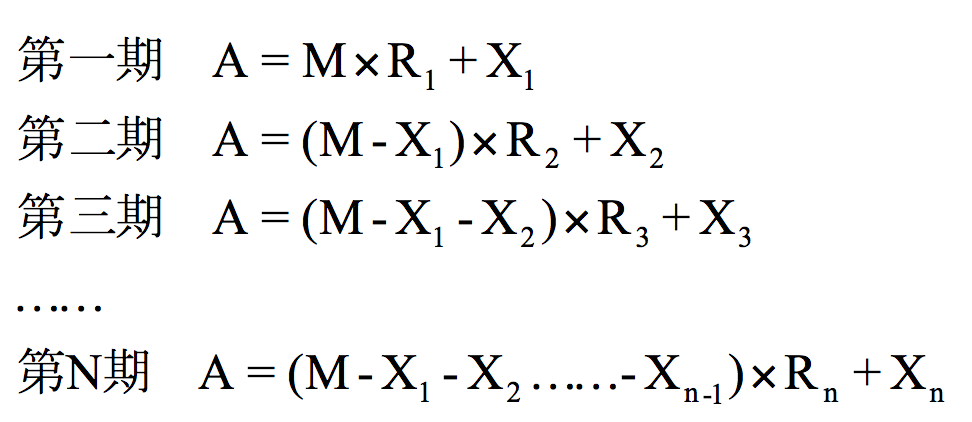 第一期 A = M×R₁ + X₁
第二期 A = (M - X₁)×R₂ + X₂
第三期 A = (M - X₁ - X₂)×R₃ + X₃
……
第N期 A = (M - X₁ - X₂ ……- Xₙ₋₁)×Rₙ + Xₙ